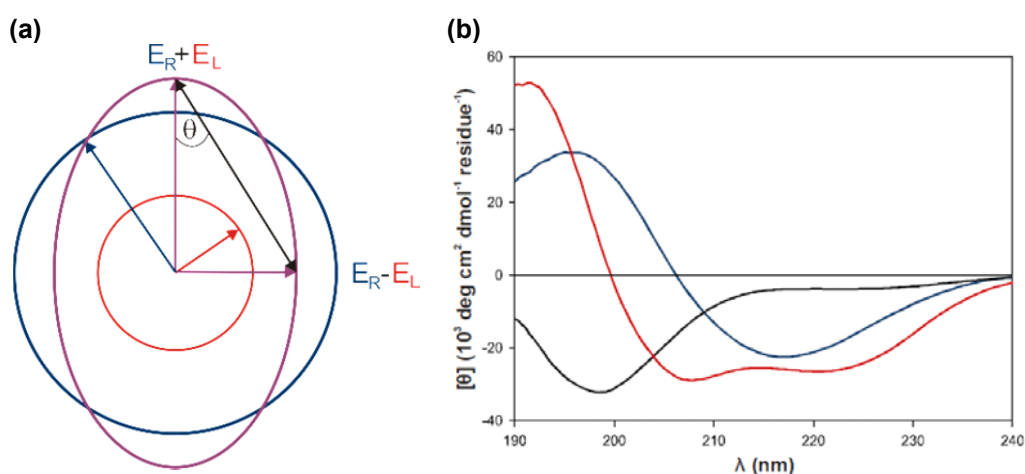 (a)
E_R+E_L
θ
E_R-E_L
(b)
[θ] (10³ deg cm² dmol⁻¹ residue⁻¹)
60
40
20
0
-20
-40
190
200
210
220
230
240
λ (nm)